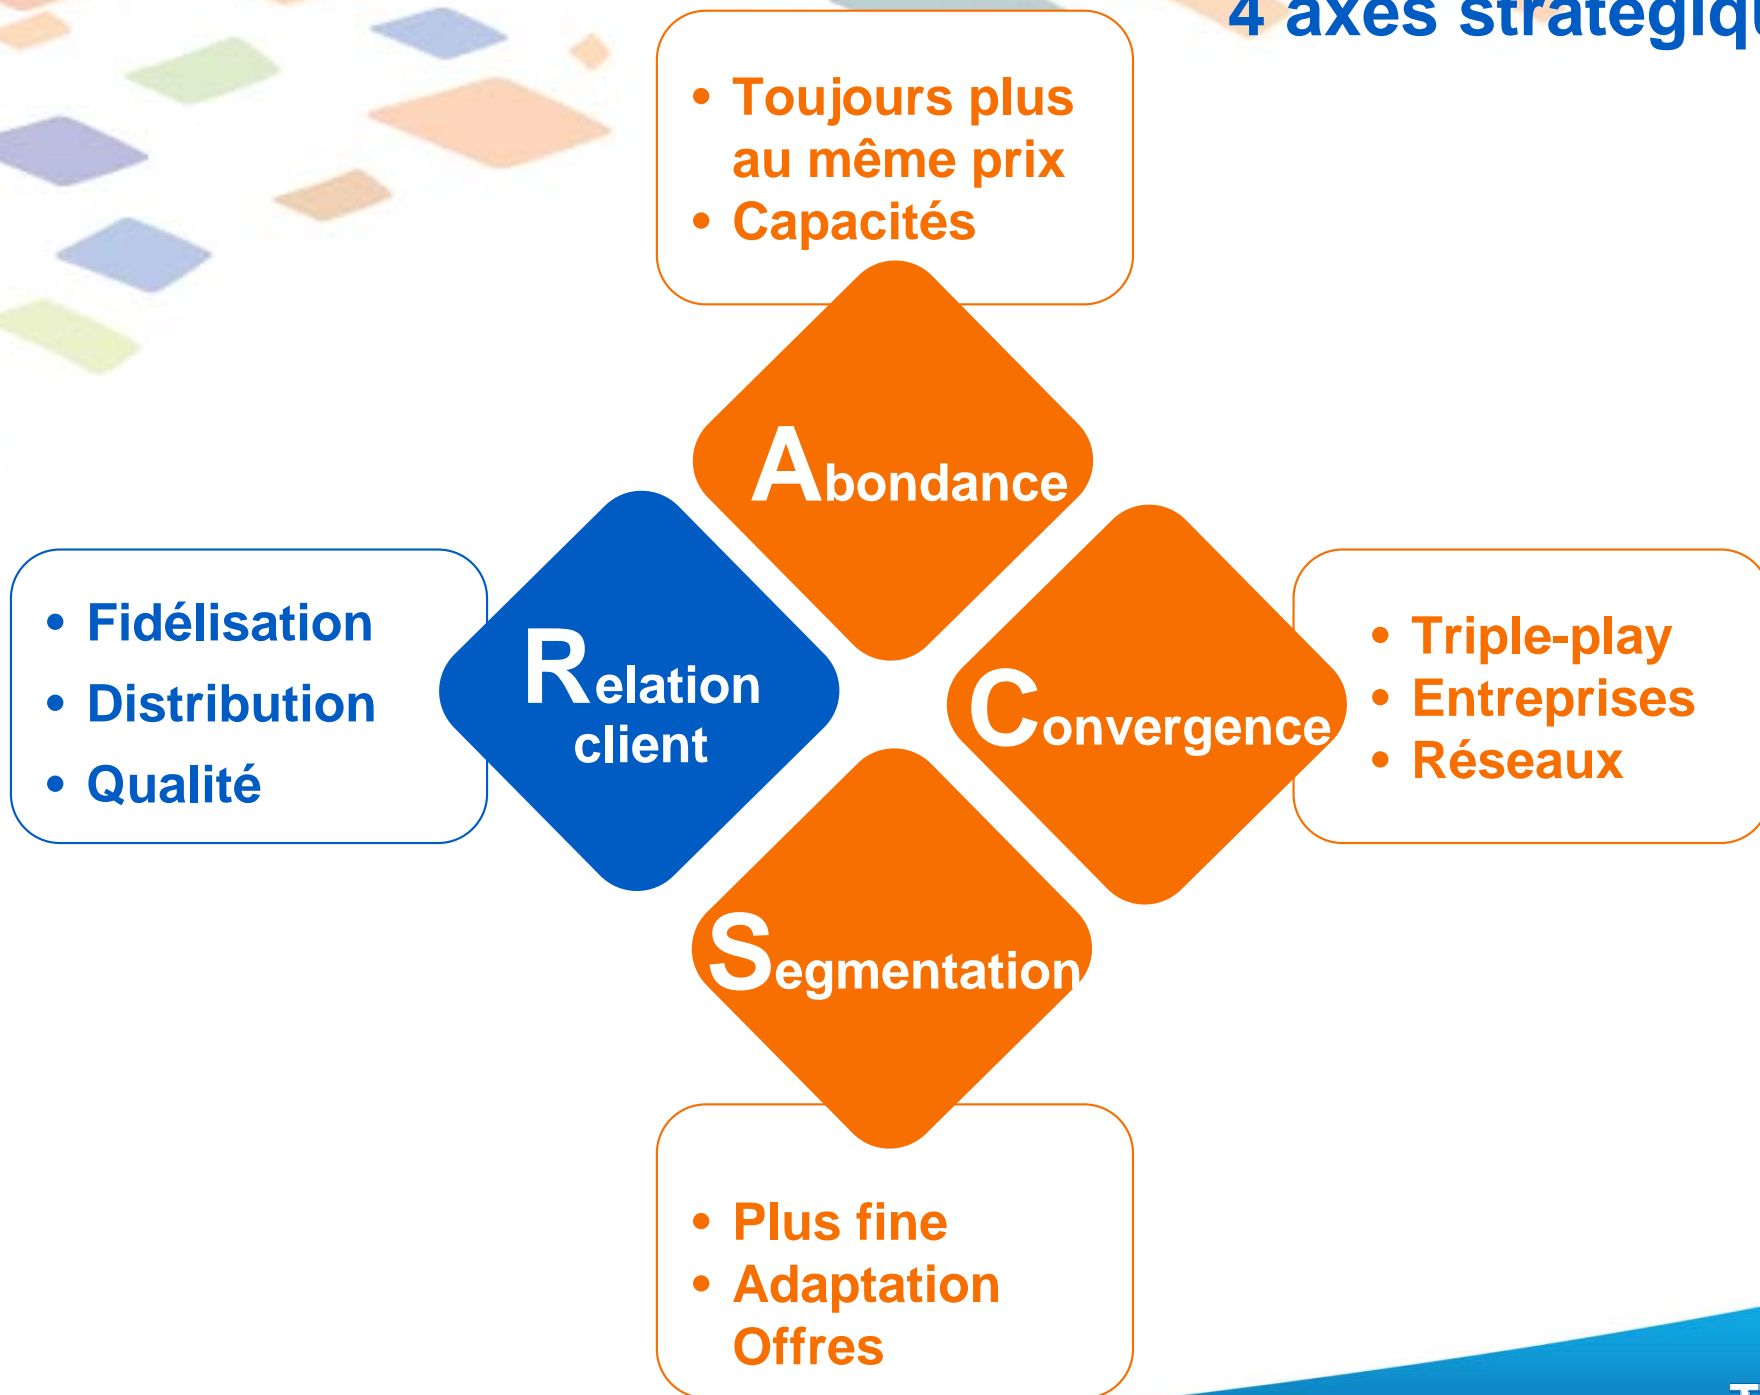 4 axes
• Toujours plus
au même prix
• Capacités
Abondance
• Fidélisation
• Distribution
• Qualité
Relation
client
Convergence
• Triple-play
• Entreprises
• Réseaux
Segmentation
• Plus fine
• Adaptation
Offres